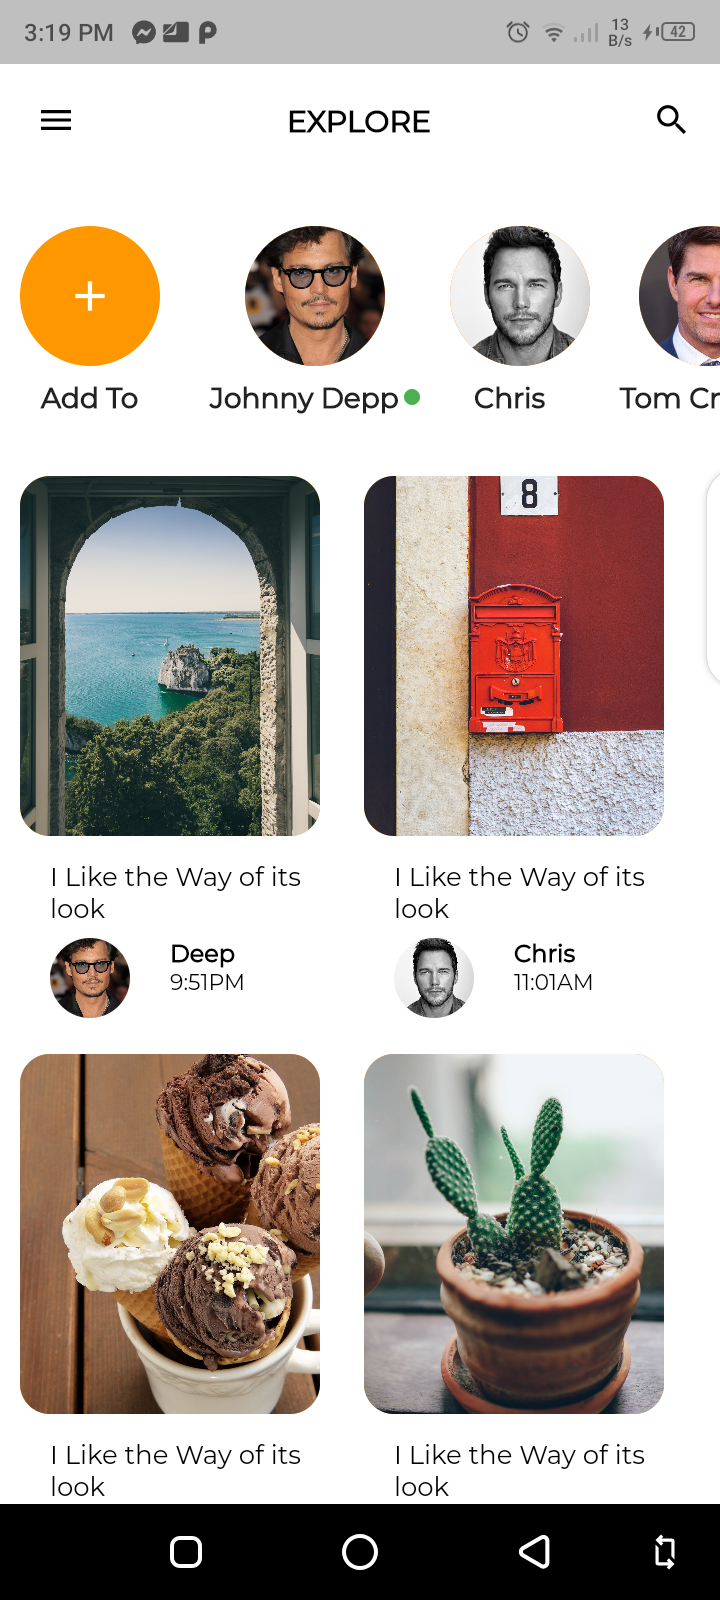 3:19 PM
13
B/s
42
EXPLORE
Add To
Johnny Depp
Chris
Tom Cr
8
I Like the Way of its
look
I Like the Way of its
look
Deep
9:51PM
Chris
11:01AM
I Like the Way of its
look
I Like the Way of its
look